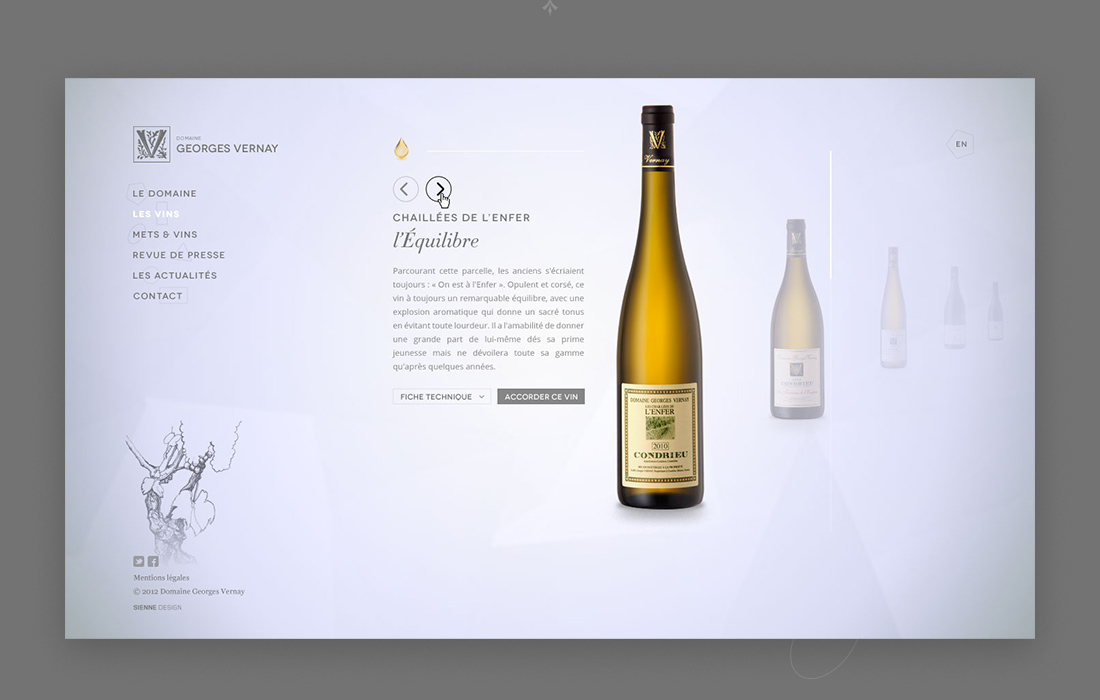 DOMAINE
GEORGES VERNAY
LE DOMAINE
LES VINS
METS & VINS
REVUE DE PRESSE
LES ACTUALITÉS
CONTACT
EN
CHAILLÉES DE L'ENFER
l'Équilibre
Parcourant cette parcelle, les anciens s'écriaient
toujours : « On est à l'Enfer ». Opulent et corsé, ce
vin à toujours un remarquable équilibre, avec une
explosion aromatique qui donne un sacré tonus
en évitant toute lourdeur. Il a l'amabilité de donner
une grande part de lui-même dés sa prime
jeunesse mais ne dévoilera toute sa gamme
qu'après quelques années.
FICHE TECHNIQUE
ACCORDER CE VIN
Vernay
DOMAINE GEORGES VERNAY
L'ENFER
2010
CONDRIEU
Mentions légales
© 2012 Domaine Georges Vernay
SIENNE DESIGN